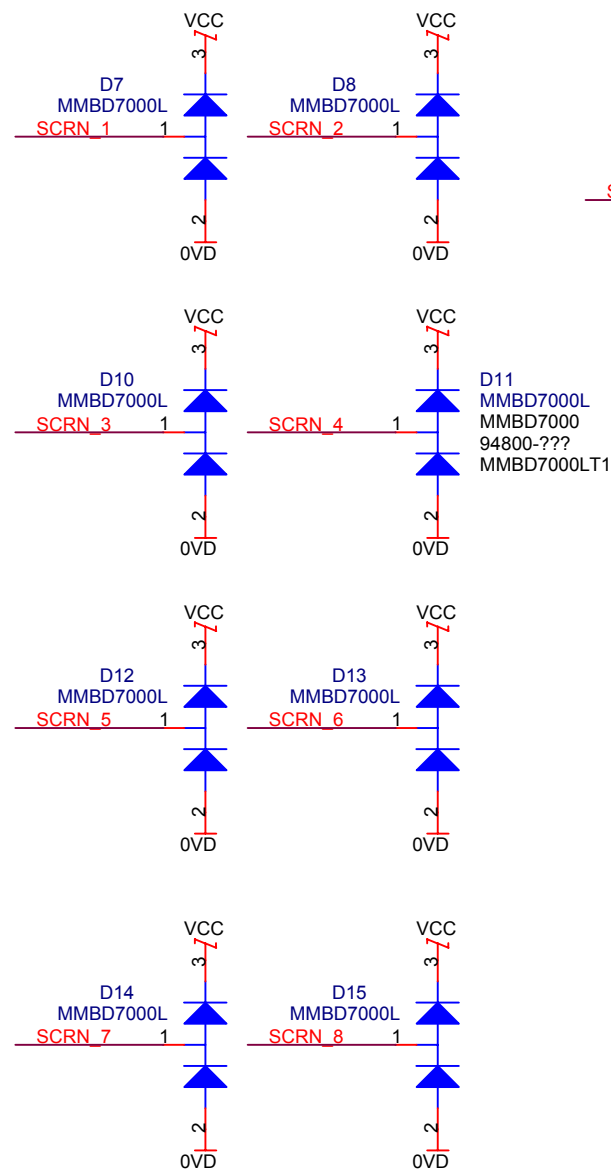 VCC
3
D7
MMBD7000L
SCRN_1
1
2
0VD
VCC
3
D8
MMBD7000L
SCRN_2
1
2
0VD
VCC
3
D10
MMBD7000L
SCRN_3
1
2
0VD
VCC
3
SCRN_4
1
D11
MMBD7000L
MMBD7000
94800-???
MMBD7000LT1
2
0VD
VCC
3
D12
MMBD7000L
SCRN_5
1
2
0VD
VCC
3
D13
MMBD7000L
SCRN_6
1
2
0VD
VCC
3
D14
MMBD7000L
SCRN_7
1
2
0VD
VCC
3
D15
MMBD7000L
SCRN_8
1
2
0VD